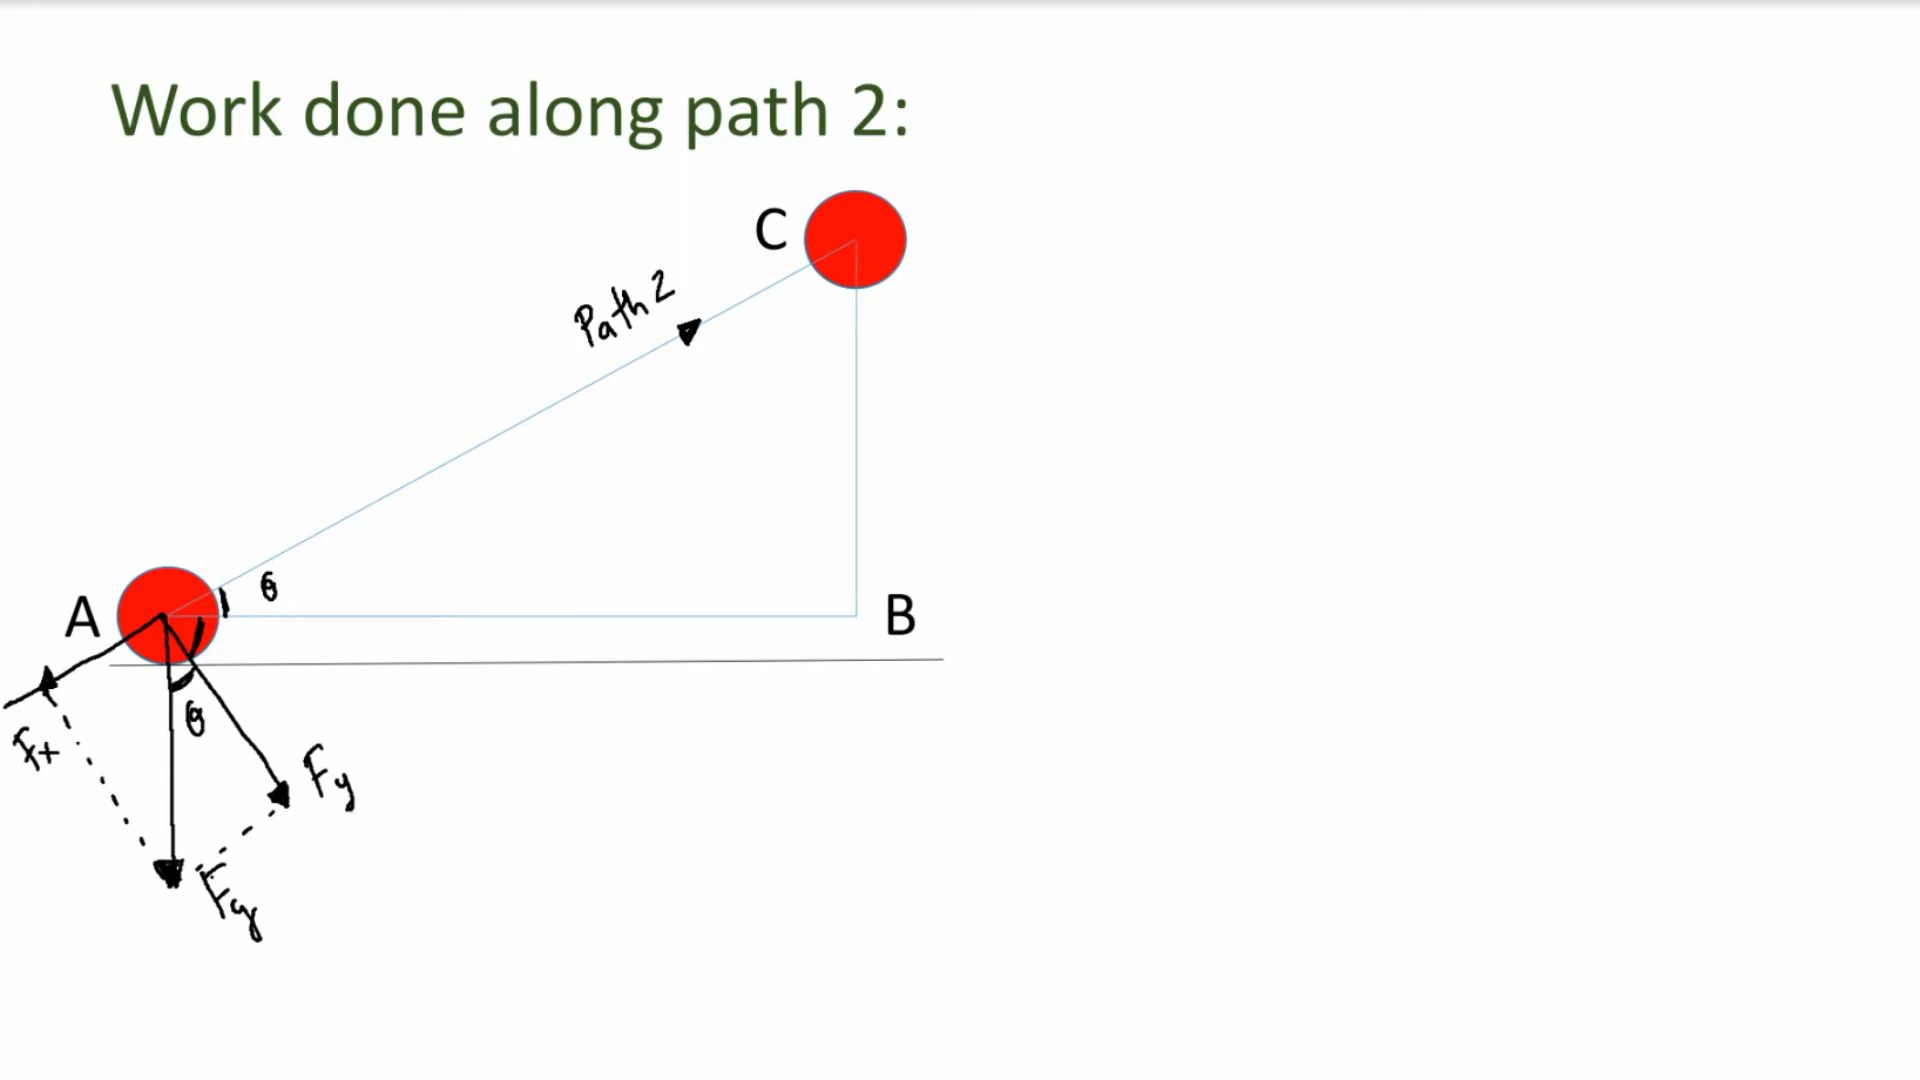 Work done along path 2:
C
Path 2
A
θ
B
θ
Fx
Fy
Fg